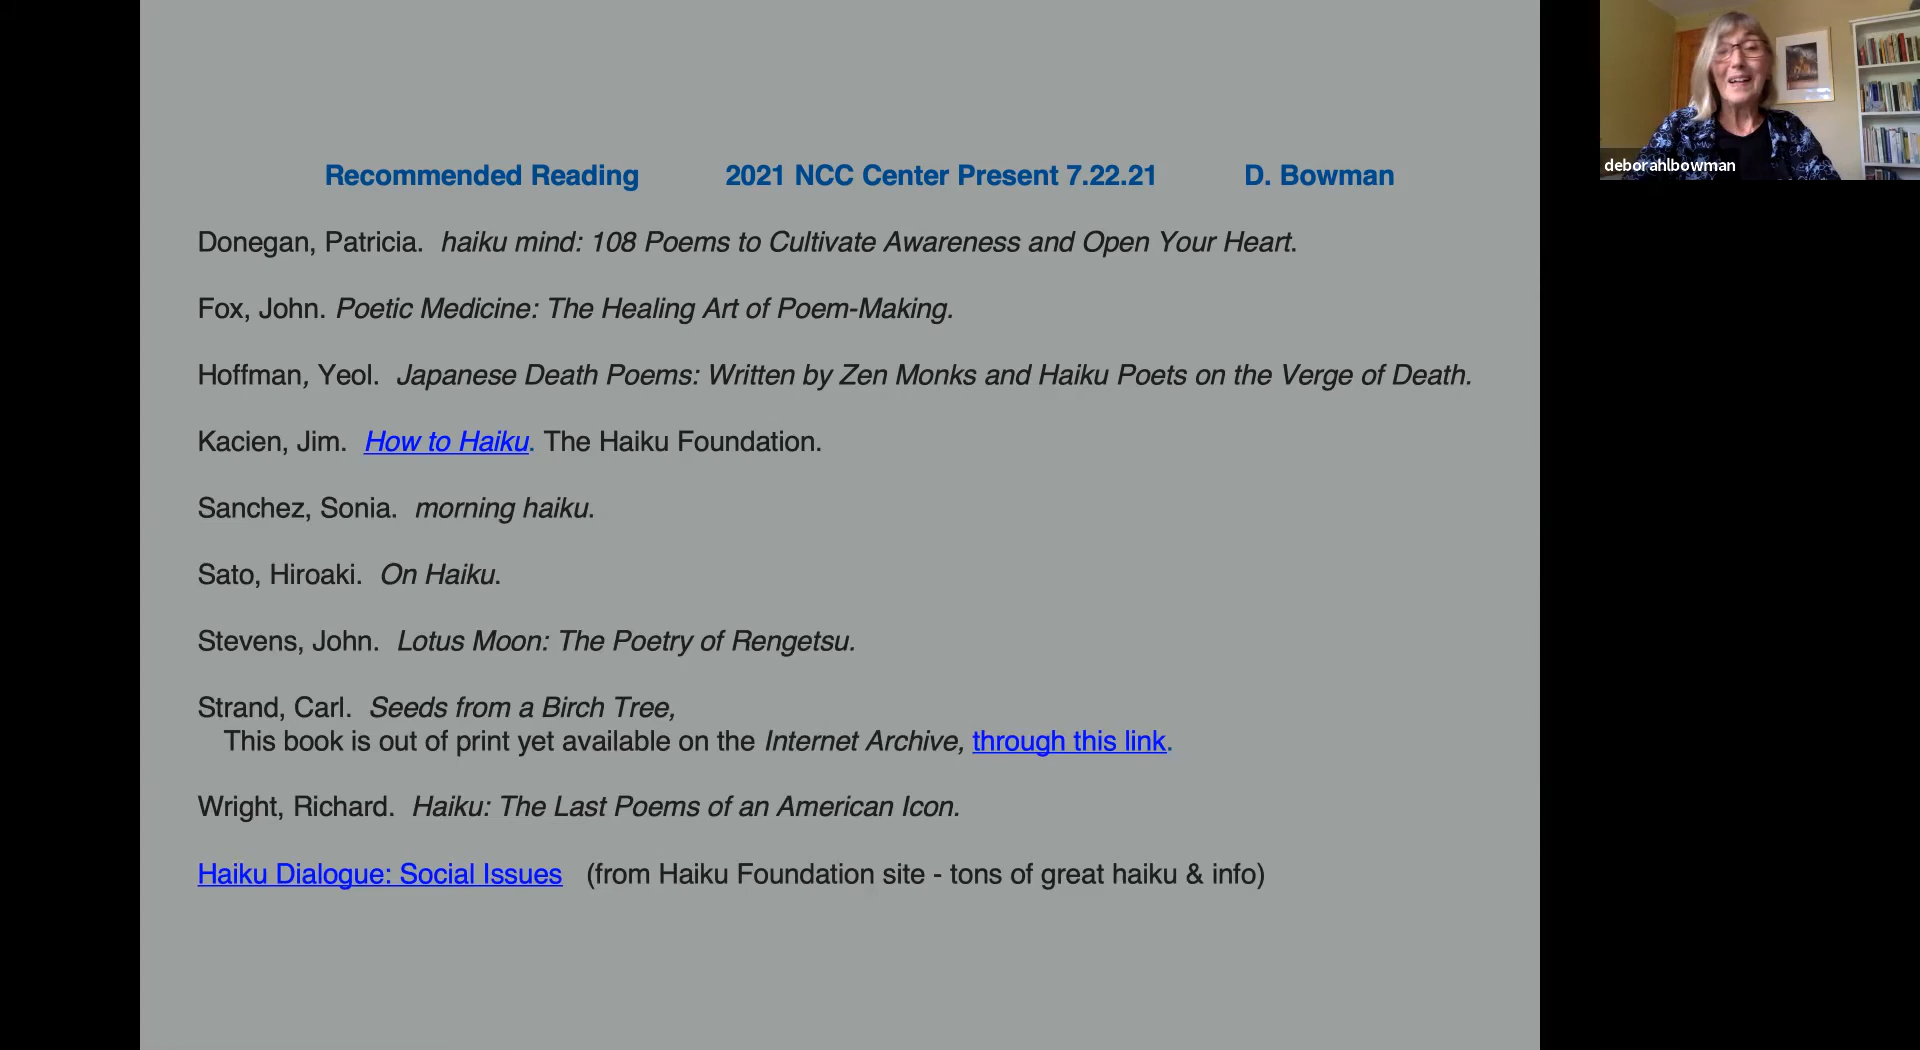 Recommended Reading 2021 NCC Center Present 7.22.21 D. Bowman
deborahlbowman
Donegan, Patricia. haiku mind: 108 Poems to Cultivate Awareness and Open Your Heart.
Fox, John. Poetic Medicine: The Healing Art of Poem-Making.
Hoffman, Yeol. Japanese Death Poems: Written by Zen Monks and Haiku Poets on the Verge of Death.
Kacien, Jim. How to Haiku. The Haiku Foundation.
Sanchez, Sonia. morning haiku.
Sato, Hiroaki. On Haiku.
Stevens, John. Lotus Moon: The Poetry of Rengetsu.
Strand, Carl. Seeds from a Birch Tree,
This book is out of print yet available on the Internet Archive, through this link.
Wright, Richard. Haiku: The Last Poems of an American Icon.
Haiku Dialogue: Social Issues (from Haiku Foundation site - tons of great haiku & info)